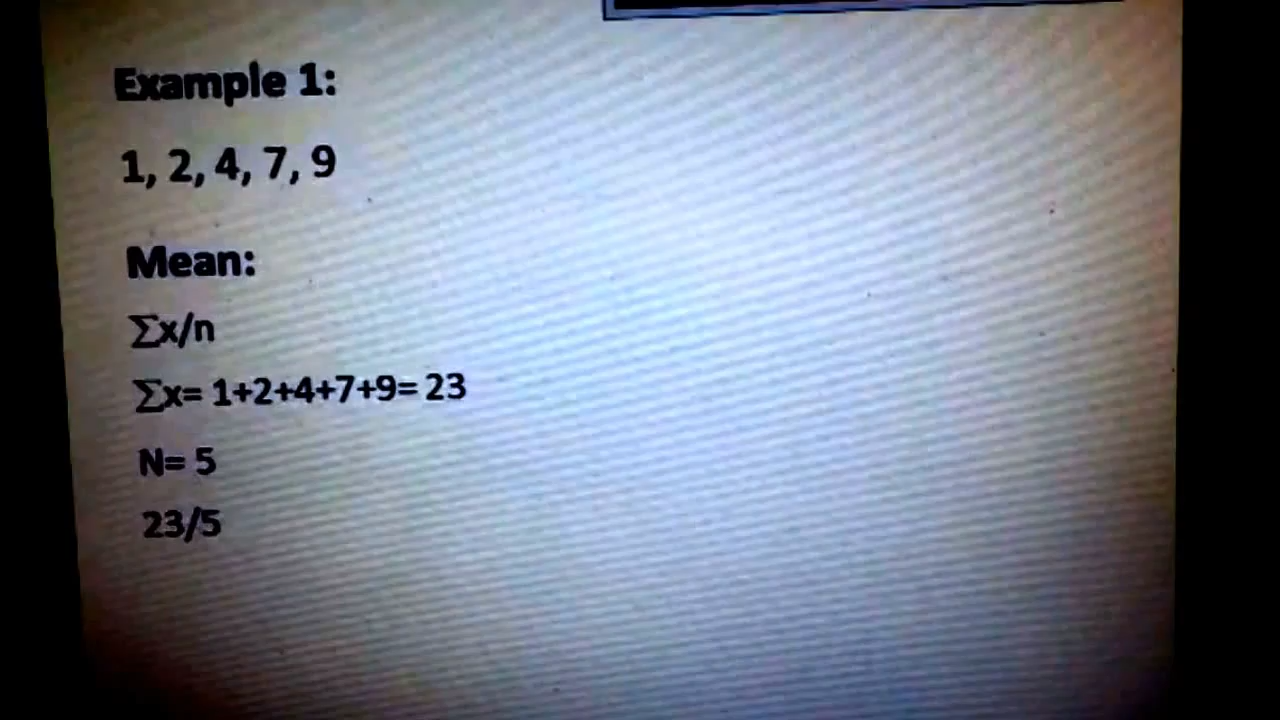 Example 1:
1, 2, 4, 7, 9
Mean:
∑x/n
∑x= 1+2+4+7+9= 23
N= 5
23/5